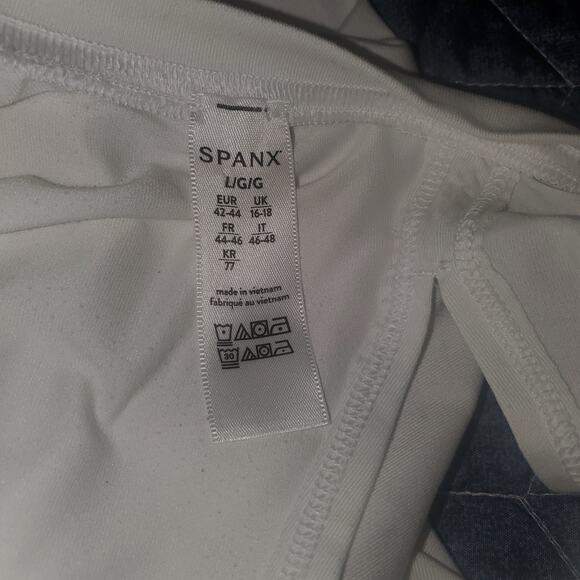 SPANX
L/G/G
EUR UK
42-44 16-18
FR IT
44-46 46-48
KR
77
made in vietnam
fabriqué au vietnam
30